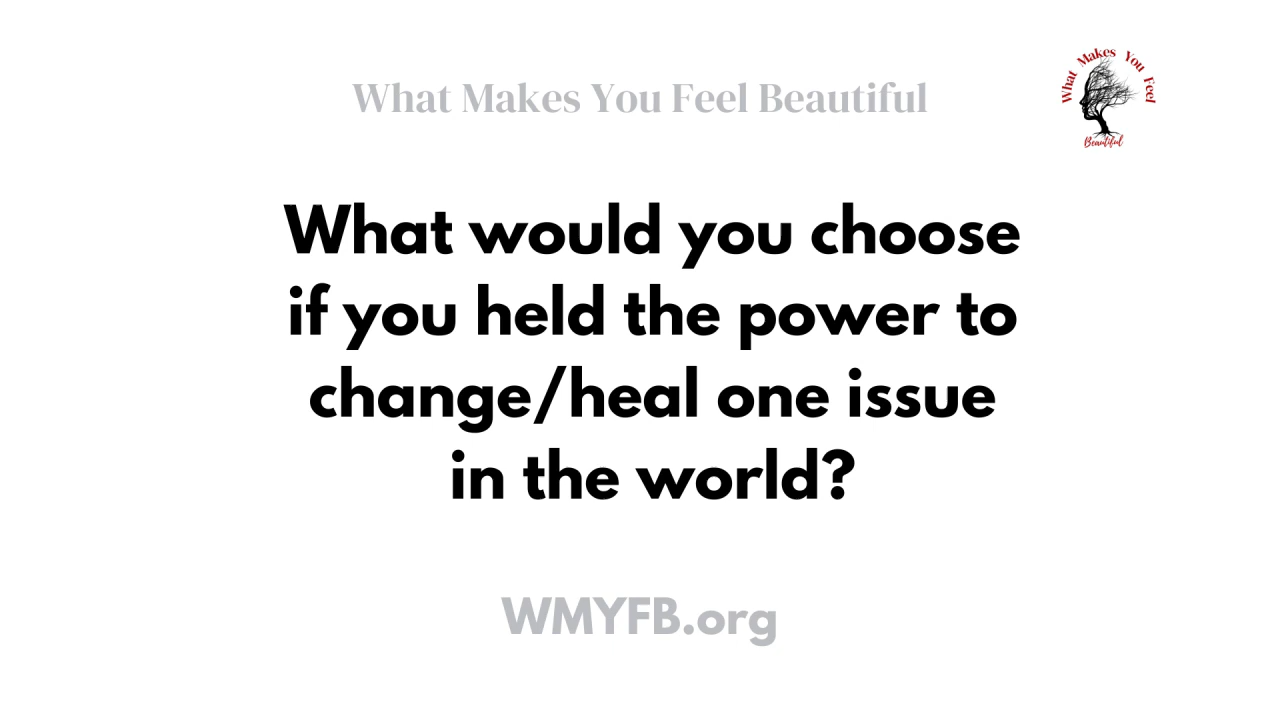 What Makes You Feel Beautiful
What Makes You Feel
Beautiful
What would you choose
if you held the power to
change/heal one issue
in the world?
WMYFB.org